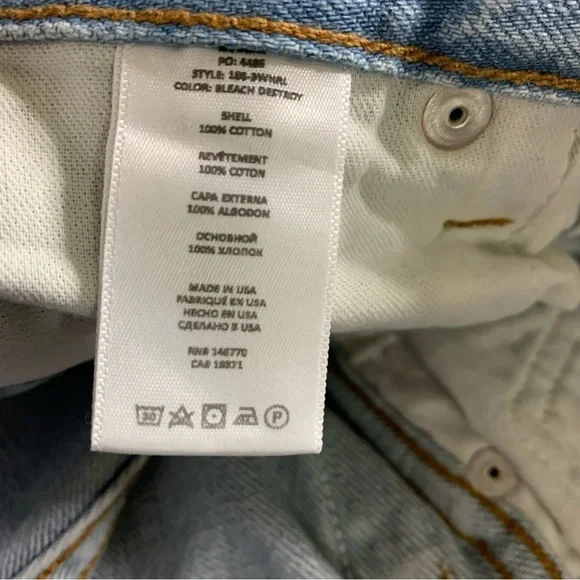 PO: 4485
STYLE: 188-3WHRL
COLOR: BLEACH DESTROY
SHELL
100% COTTON
REVÊTEMENT
100% COTON
CAPA EXTERNA
100% ALGODON
ОСНОВНОЙ
100% ХЛОПОК
MADE IN USA
FABRIQUÉ EN USA
HECHO EN USA
СДЕЛАНО В USA
RN# 146770
CA# 19371
30
P